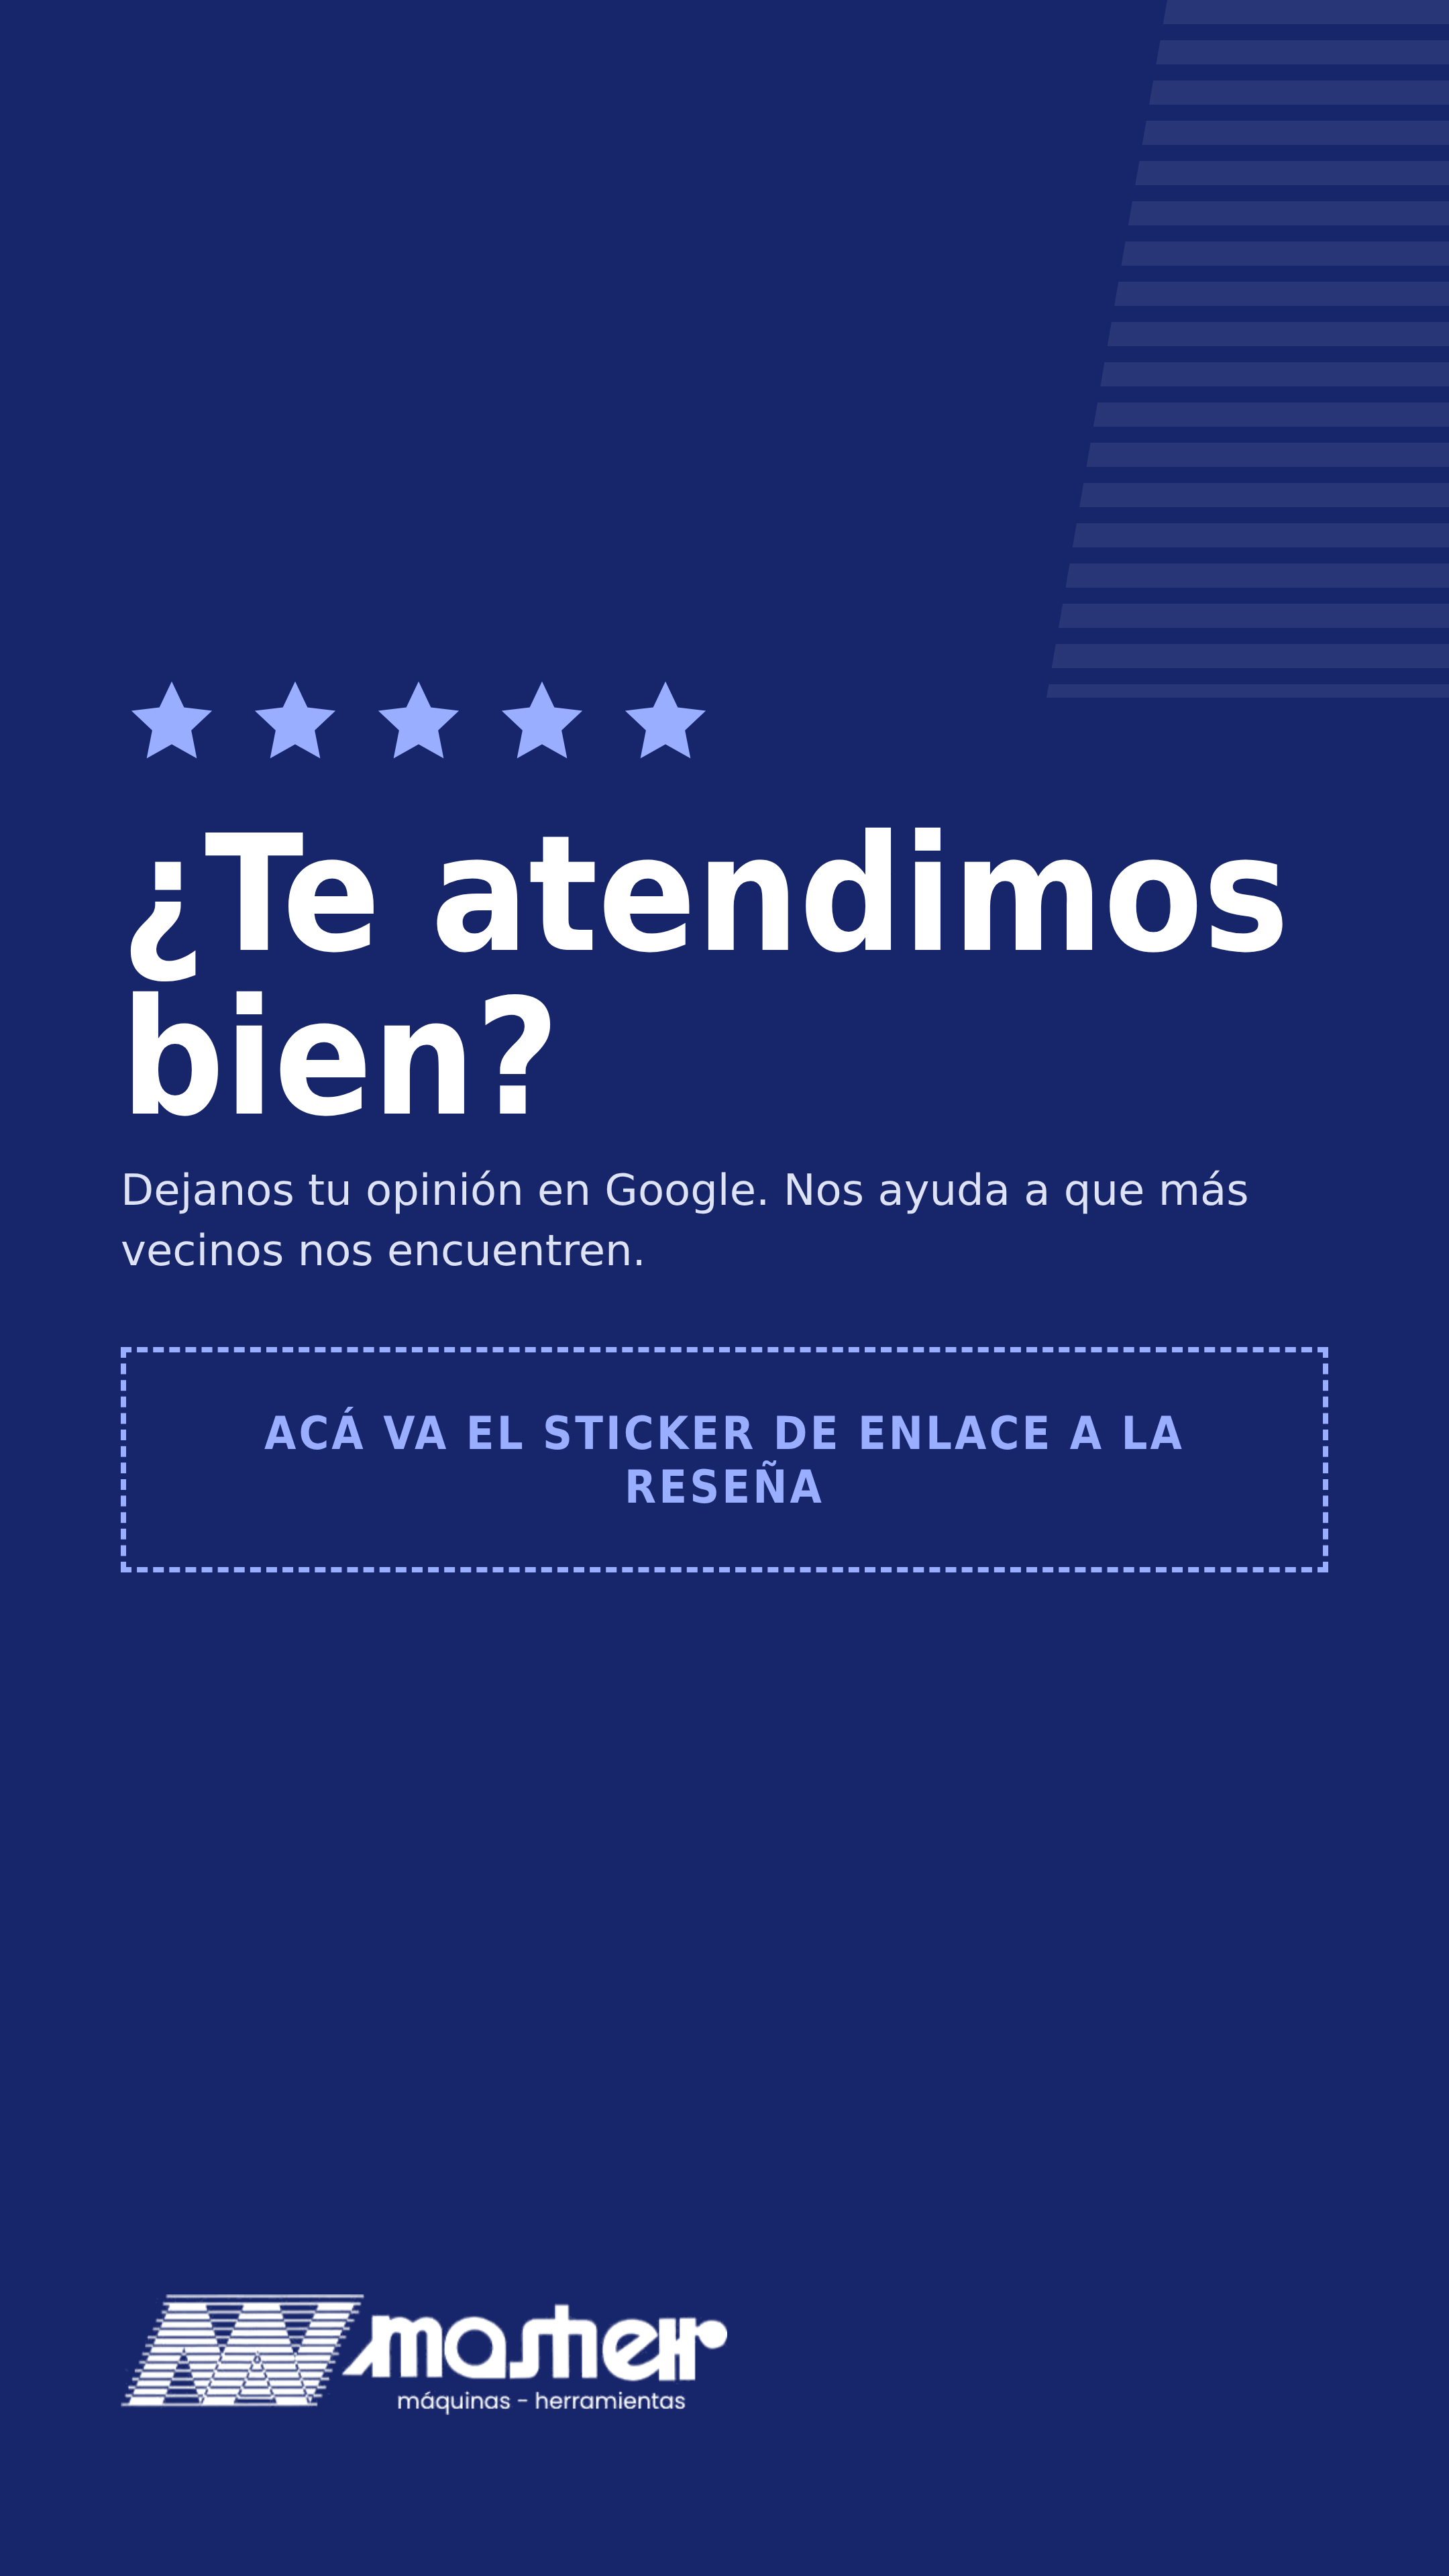 ¿Te atendimos
bien?
Dejanos tu opinión en Google. Nos ayuda a que más
vecinos nos encuentren.
ACÁ VA EL STICKER DE ENLACE A LA
RESEÑA
master
máquinas - herramientas